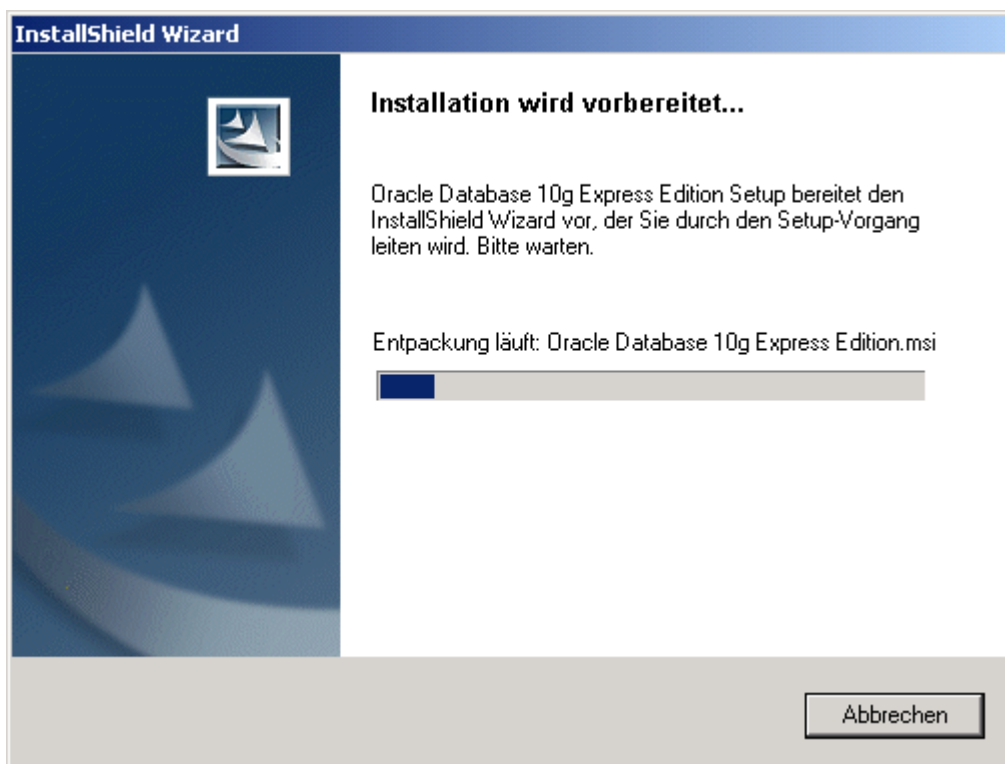 InstallShield Wizard
Installation wird vorbereitet...
Oracle Database 10g Express Edition Setup bereitet den
InstallShield Wizard vor, der Sie durch den Setup-Vorgang
leiten wird. Bitte warten.
Entpackung läuft: Oracle Database 10g Express Edition.msi
Abbrechen